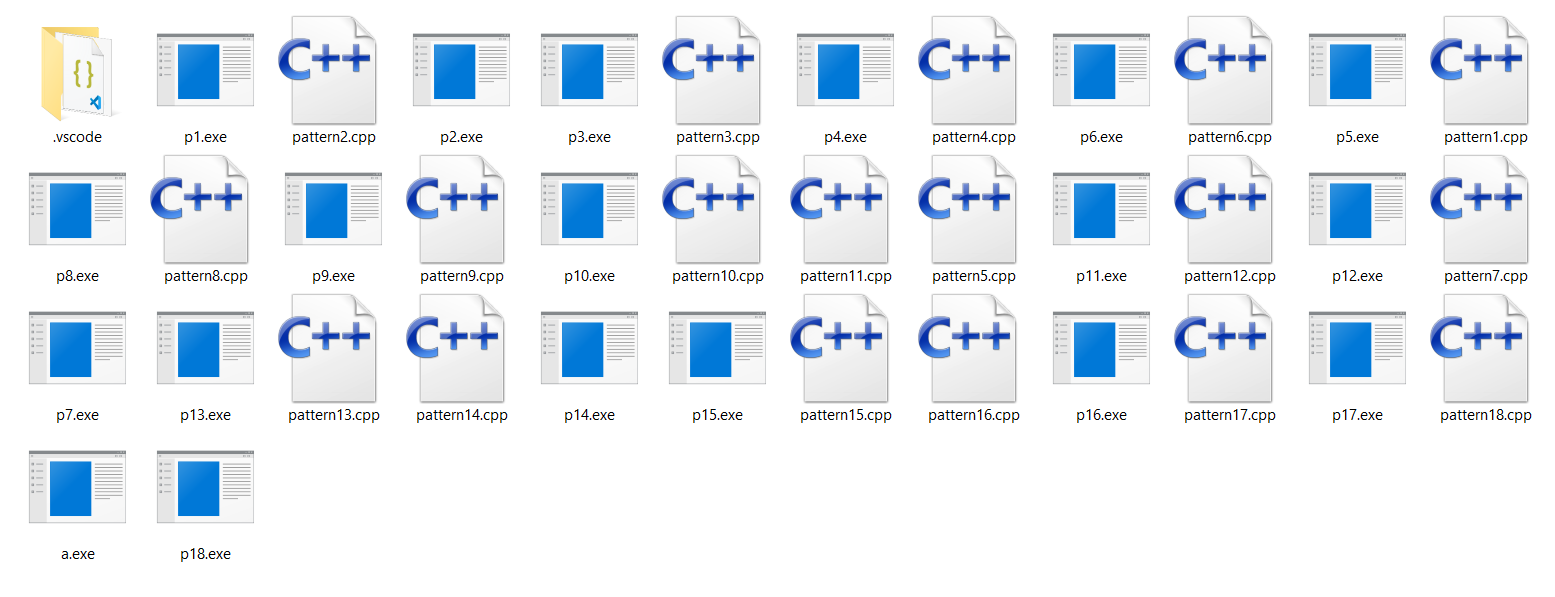 .vscode p1.exe pattern2.cpp p2.exe p3.exe pattern3.cpp p4.exe pattern4.cpp p6.exe pattern6.cpp p5.exe pattern1.cpp
p8.exe pattern8.cpp p9.exe pattern9.cpp p10.exe pattern10.cpp pattern11.cpp pattern5.cpp p11.exe pattern12.cpp p12.exe pattern7.cpp
p7.exe p13.exe pattern13.cpp pattern14.cpp p14.exe p15.exe pattern15.cpp pattern16.cpp p16.exe pattern17.cpp p17.exe pattern18.cpp
a.exe p18.exe